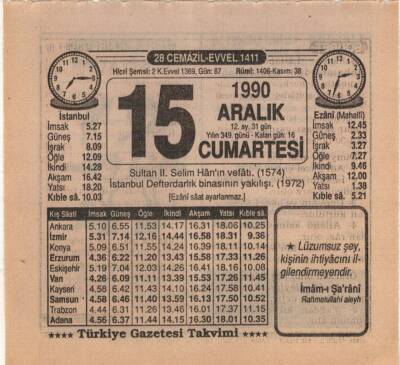 28 CEMÂZİL-EVVEL 1411
Hicrî Şemsî: 2 K.Evvel 1369, Gün: 87 Rûmî: 1406-Kasım: 38
15
1990
ARALIK
12. ay, 31 gün
Yılın 349. günü - Kalan gün: 16
CUMARTESİ
İstanbul
İmsak 5.27
Güneş 7.15
İşrak 8.09
Öğle 12.09
İkindi 14.28
Akşam 16.42
Yatsı 18.20
Kıble sâ. 10.03
Ezânî (Mahallî)
İmsak 12.45
Güneş 2.33
İşrak 3.27
Öğle 7.27
İkindi 9.46
Akşam 12.00
Yatsı 1.38
Kıble sâ. 5.21
Sultan II. Selim Hân'ın vefâtı. (1574)
İstanbul Defterdarlık binasının yakılışı. (1972)
[Ezânî sâat ayarlanmaz.]
Kış Sâati İmsak Güneş Öğle İkindi Akşam Yatsı Kıble sâ.
Ankara 5.10 6.55 11.53 14.17 16.31 18.06 10.25
İzmir 5.31 7.14 12.16 14.44 16.58 18.31 9.36
Konya 5.09 6.51 11.55 14.24 16.39 18.11 10.14
Erzurum 4.36 6.22 11.20 13.43 15.58 17.33 11.26
Eskişehir 5.19 7.04 12.03 14.26 16.41 18.16 10.08
Van 4.26 6.09 11.11 13.39 15.53 17.26 11.45
Kayseri 4.58 6.42 11.43 14.10 16.24 17.58 10.41
Samsun 4.58 6.46 11.40 13.59 16.13 17.50 10.52
Trabzon 4.44 6.31 11.26 13.46 16.01 17.37 11.15
Adana 4.56 6.37 11.44 14.15 16.30 18.01 10.35
★ Lüzumsuz şey,
kişinin ihtiyâcını il-
gilendirmeyendir.
İmâm-ı Şa'rânî
Rahmetullahi aleyh
★★★★ Türkiye Gazetesi Takvimi ★★★★